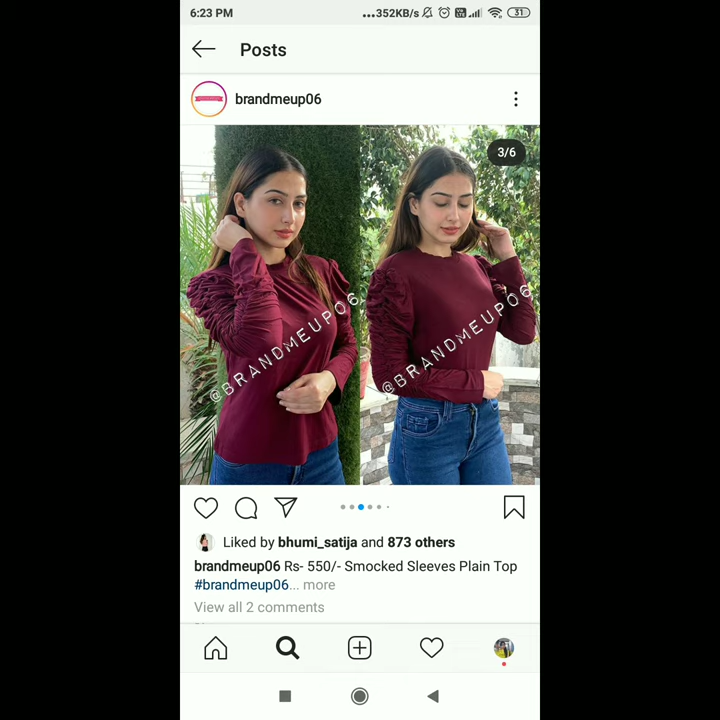 6:23 PM
...352KB/s
31
Posts
brandmeup06
3/6
@BRANDMEUP06
@BRANDMEUP06
Liked by bhumi_satija and 873 others
brandmeup06 Rs- 550/- Smocked Sleeves Plain Top
#brandmeup06... more
View all 2 comments